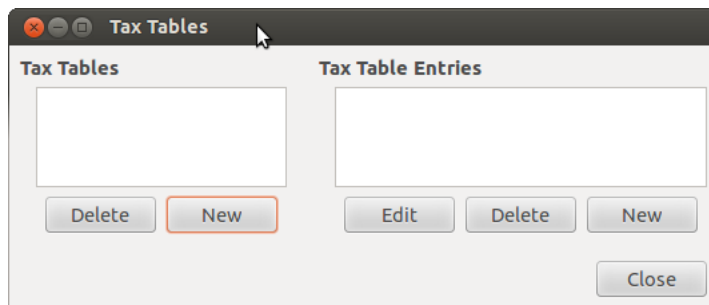 Tax Tables
Tax Tables
Tax Table Entries
Delete New
Edit Delete New
Close